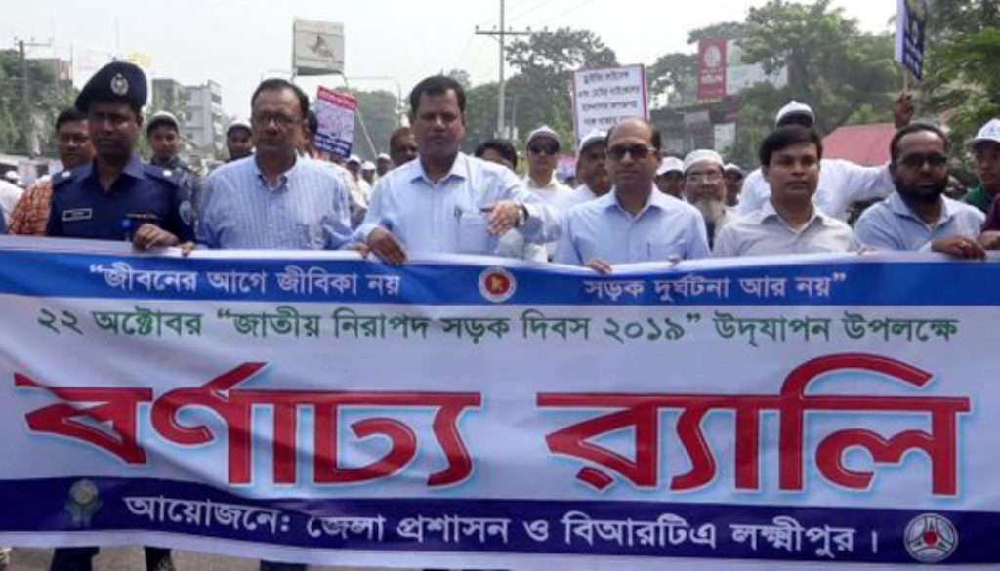 “জীবনের আগে জীবিকা নয় সড়ক দুর্ঘটনা আর নয়”
২২ অক্টোবর “জাতীয় নিরাপদ সড়ক দিবস ২০১৯” উদ্‌যাপন উপলক্ষে
বর্ণাঢ্য র‍্যালি
আয়োজনে: জেলা প্রশাসন ও বিআরটিএ লক্ষ্মীপুর।